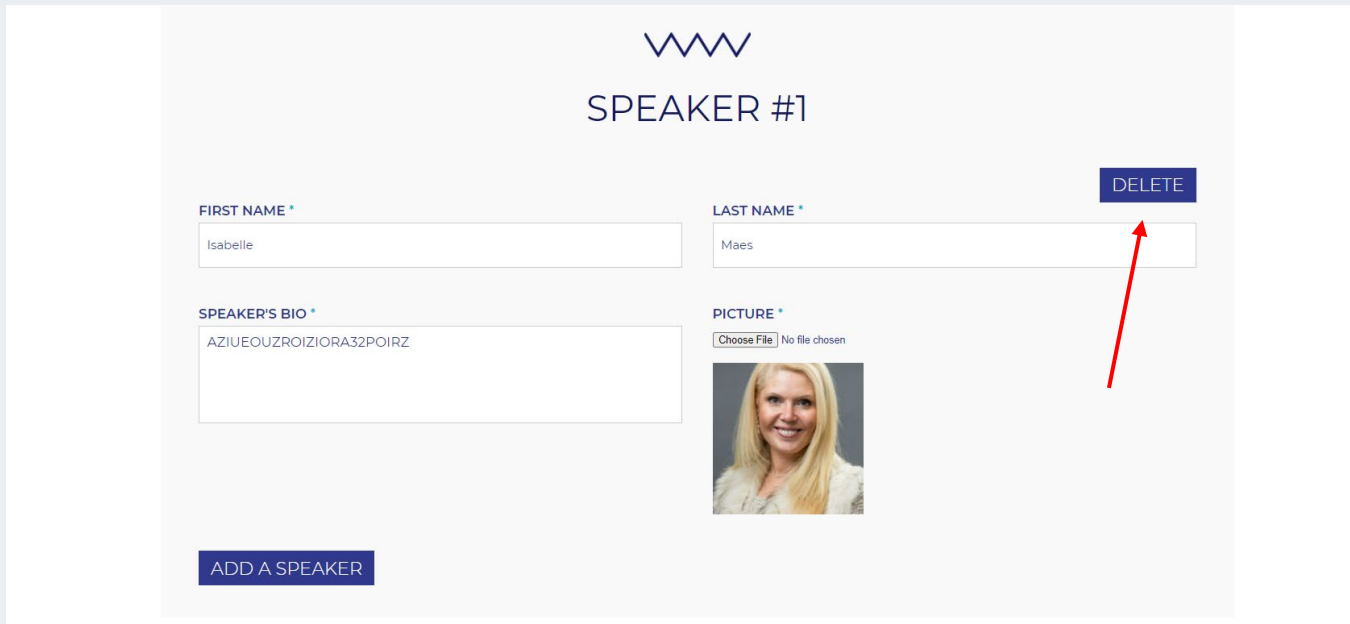 SPEAKER #1
DELETE
FIRST NAME *
LAST NAME *
Isabelle
Maes
SPEAKER'S BIO *
PICTURE *
AZIUEOUZROIZIORA32POIRZ
Choose File No file chosen
ADD A SPEAKER